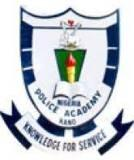 NIGERIA
POLICE ACADEMY
KANO
KNOWLEDGE FOR SERVICE